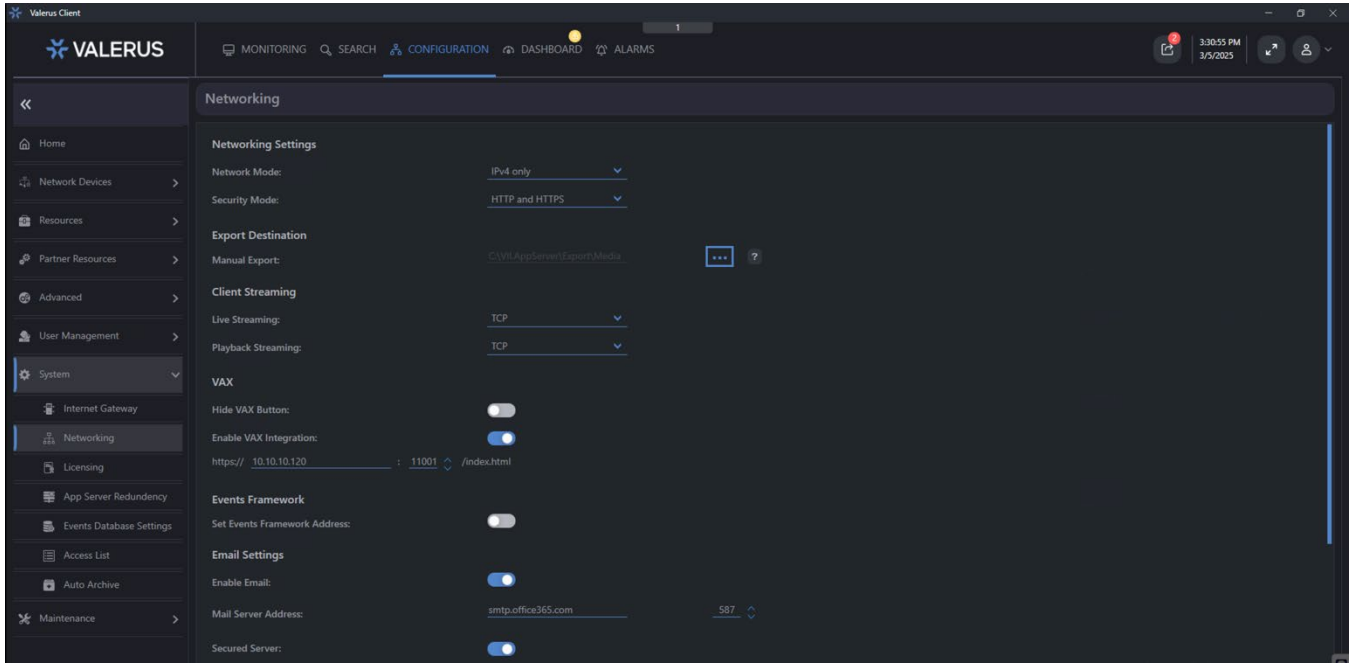 Valerus Client
1
VALERUS
MONITORING SEARCH CONFIGURATION DASHBOARD ALARMS
2
3:30:55 PM
3/5/2025
Networking
Home
Network Devices
Resources
Partner Resources
Advanced
User Management
System
Internet Gateway
Networking
Licensing
App Server Redundency
Events Database Settings
Access List
Auto Archive
Maintenance
Networking Settings
Network Mode: IPv4 only
Security Mode: HTTP and HTTPS
Export Destination
Manual Export: C:\VKAppServer\Export\Media ... ?
Client Streaming
Live Streaming: TCP
Playback Streaming: TCP
VAX
Hide VAX Button:
Enable VAX Integration:
https:// 10.10.10.120 : 11001 /index.html
Events Framework
Set Events Framework Address:
Email Settings
Enable Email:
Mail Server Address: smtp.office365.com 587
Secured Server: